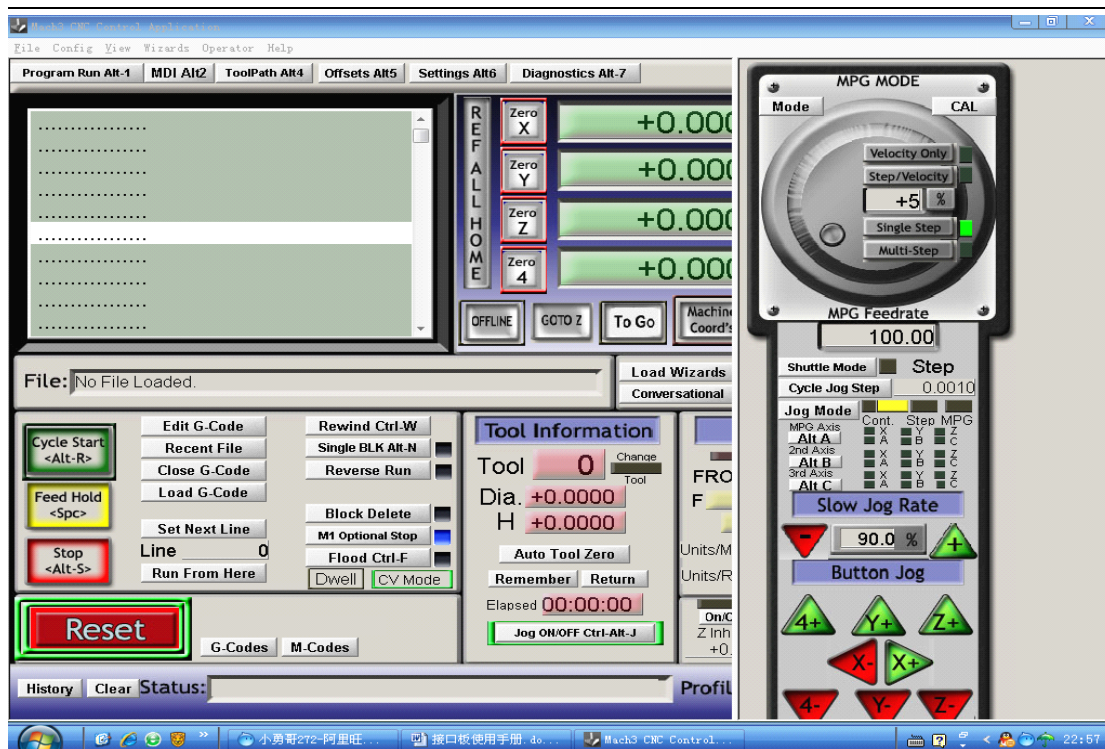 Mach3 CNC Control Application
File Config View Wizards Operator Help
Program Run Alt-1 MDI Alt2 ToolPath Alt4 Offsets Alt5 Settings Alt6 Diagnostics Alt-7
REF ALL HOME
Zero X +0.000
Zero Y +0.000
Zero Z +0.000
Zero 4 +0.000
OFFLINE GOTO Z To Go Machine Coord's
File: No File Loaded.
Load Wizards
Conversational
Cycle Start <Alt-R>
Feed Hold <Spc>
Stop <Alt-S>
Edit G-Code
Recent File
Close G-Code
Load G-Code
Set Next Line
Line 0
Run From Here
Rewind Ctrl-W
Single BLK Alt-N
Reverse Run
Block Delete
M1 Optional Stop
Flood Ctrl-F
Dwell CV Mode
Reset
G-Codes M-Codes
Tool Information
Tool 0 Change Tool
Dia. +0.0000
H +0.0000
Auto Tool Zero
Remember Return
Elapsed 00:00:00
Jog ON/OFF Ctrl-Alt-J
FRO
F
Units/M
Units/R
On/O
Z Inh
+0.
History Clear Status:
Profil
MPG MODE
Mode CAL
Velocity Only
Step/Velocity
+5 %
Single Step
Multi-Step
MPG Feedrate
100.00
Shuttle Mode Step
Cycle Jog Step 0.0010
Jog Mode Cont. Step MPG
MPG Axis X Y Z
Alt A A B C
2nd Axis X Y Z
Alt B A B C
3rd Axis X Y Z
Alt C A B C
Slow Jog Rate
- 90.0 % +
Button Jog
4+ Y+ Z+
X- X+
4- Y- Z-
小勇哥272-阿里旺... 接口板使用手册.do... Mach3 CNC Control... 22:57